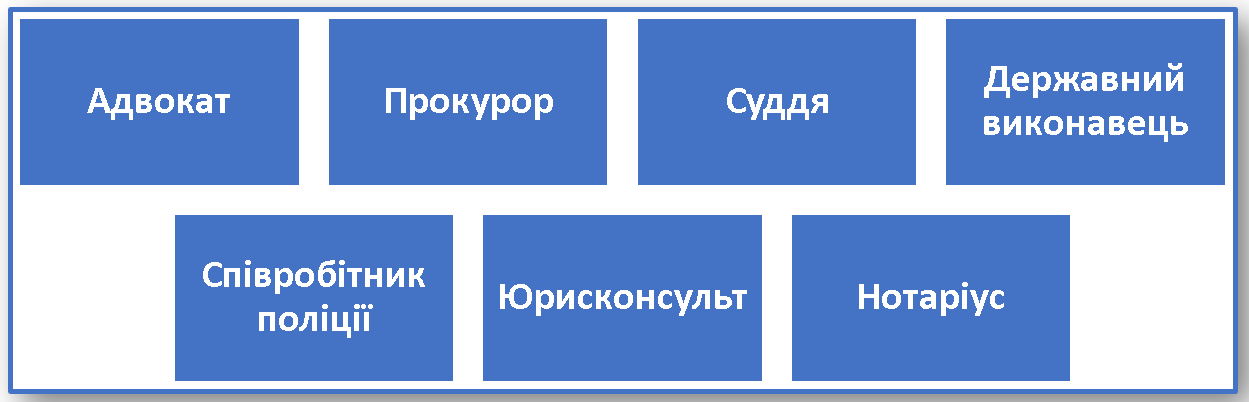 Адвокат
Прокурор
Суддя
Державний
виконавець
Співробітник
поліції
Юрисконсульт
Нотаріус